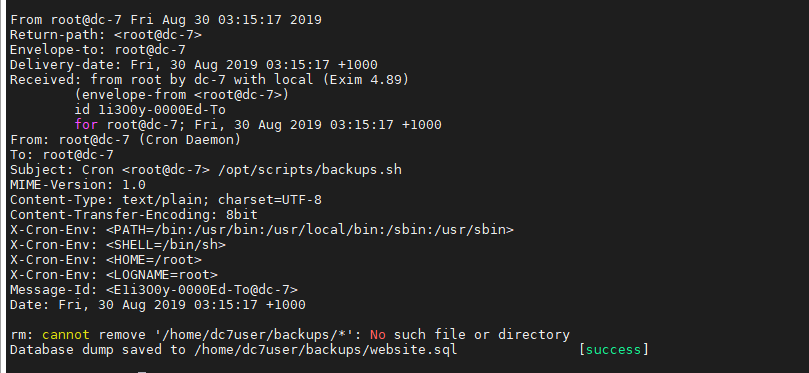 From root@dc-7 Fri Aug 30 03:15:17 2019
Return-path: <root@dc-7>
Envelope-to: root@dc-7
Delivery-date: Fri, 30 Aug 2019 03:15:17 +1000
Received: from root by dc-7 with local (Exim 4.89)
        (envelope-from <root@dc-7>)
        id 1i3O0y-0000Ed-To
        for root@dc-7; Fri, 30 Aug 2019 03:15:17 +1000
From: root@dc-7 (Cron Daemon)
To: root@dc-7
Subject: Cron <root@dc-7> /opt/scripts/backups.sh
MIME-Version: 1.0
Content-Type: text/plain; charset=UTF-8
Content-Transfer-Encoding: 8bit
X-Cron-Env: <PATH=/bin:/usr/bin:/usr/local/bin:/sbin:/usr/sbin>
X-Cron-Env: <SHELL=/bin/sh>
X-Cron-Env: <HOME=/root>
X-Cron-Env: <LOGNAME=root>
Message-Id: <E1i3O0y-0000Ed-To@dc-7>
Date: Fri, 30 Aug 2019 03:15:17 +1000

rm: cannot remove '/home/dc7user/backups/*': No such file or directory
Database dump saved to /home/dc7user/backups/website.sql               [success]